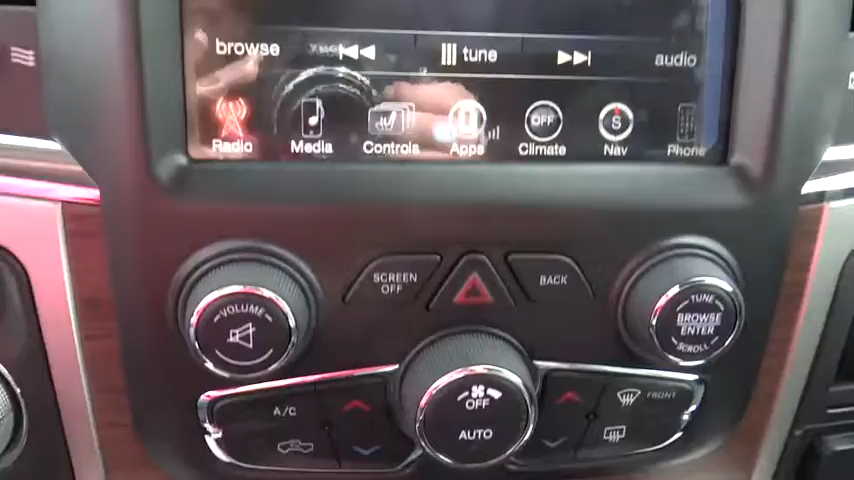 browse tune audio
OFF S
Radio Media Controls Apps Climate Nav Phone
SCREEN
OFF
BACK
VOLUME
TUNE
BROWSE
ENTER
SCROLL
A/C
OFF
AUTO
FRONT